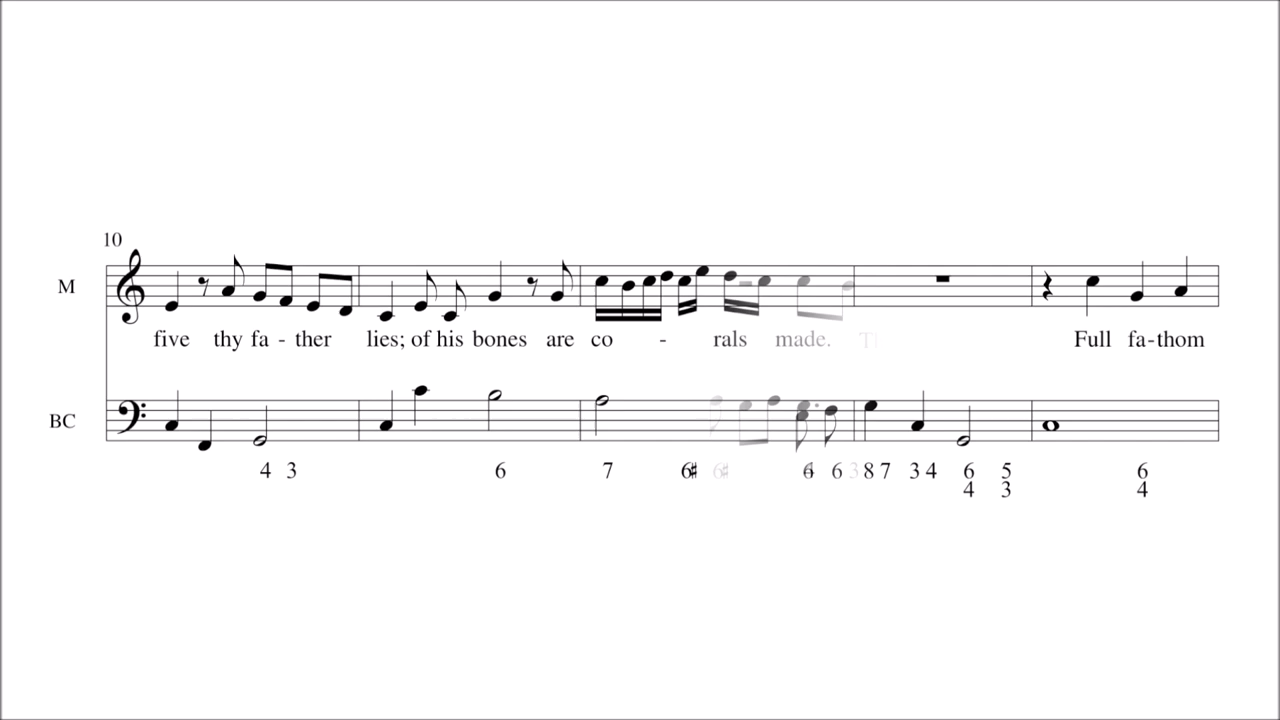 10
M
five thy fa - ther lies; of his bones are co - rals made. Full fa-thom
BC
4 3 6 7 6♯ 6 6 8 7 3 4 6 5 6
4 3 4